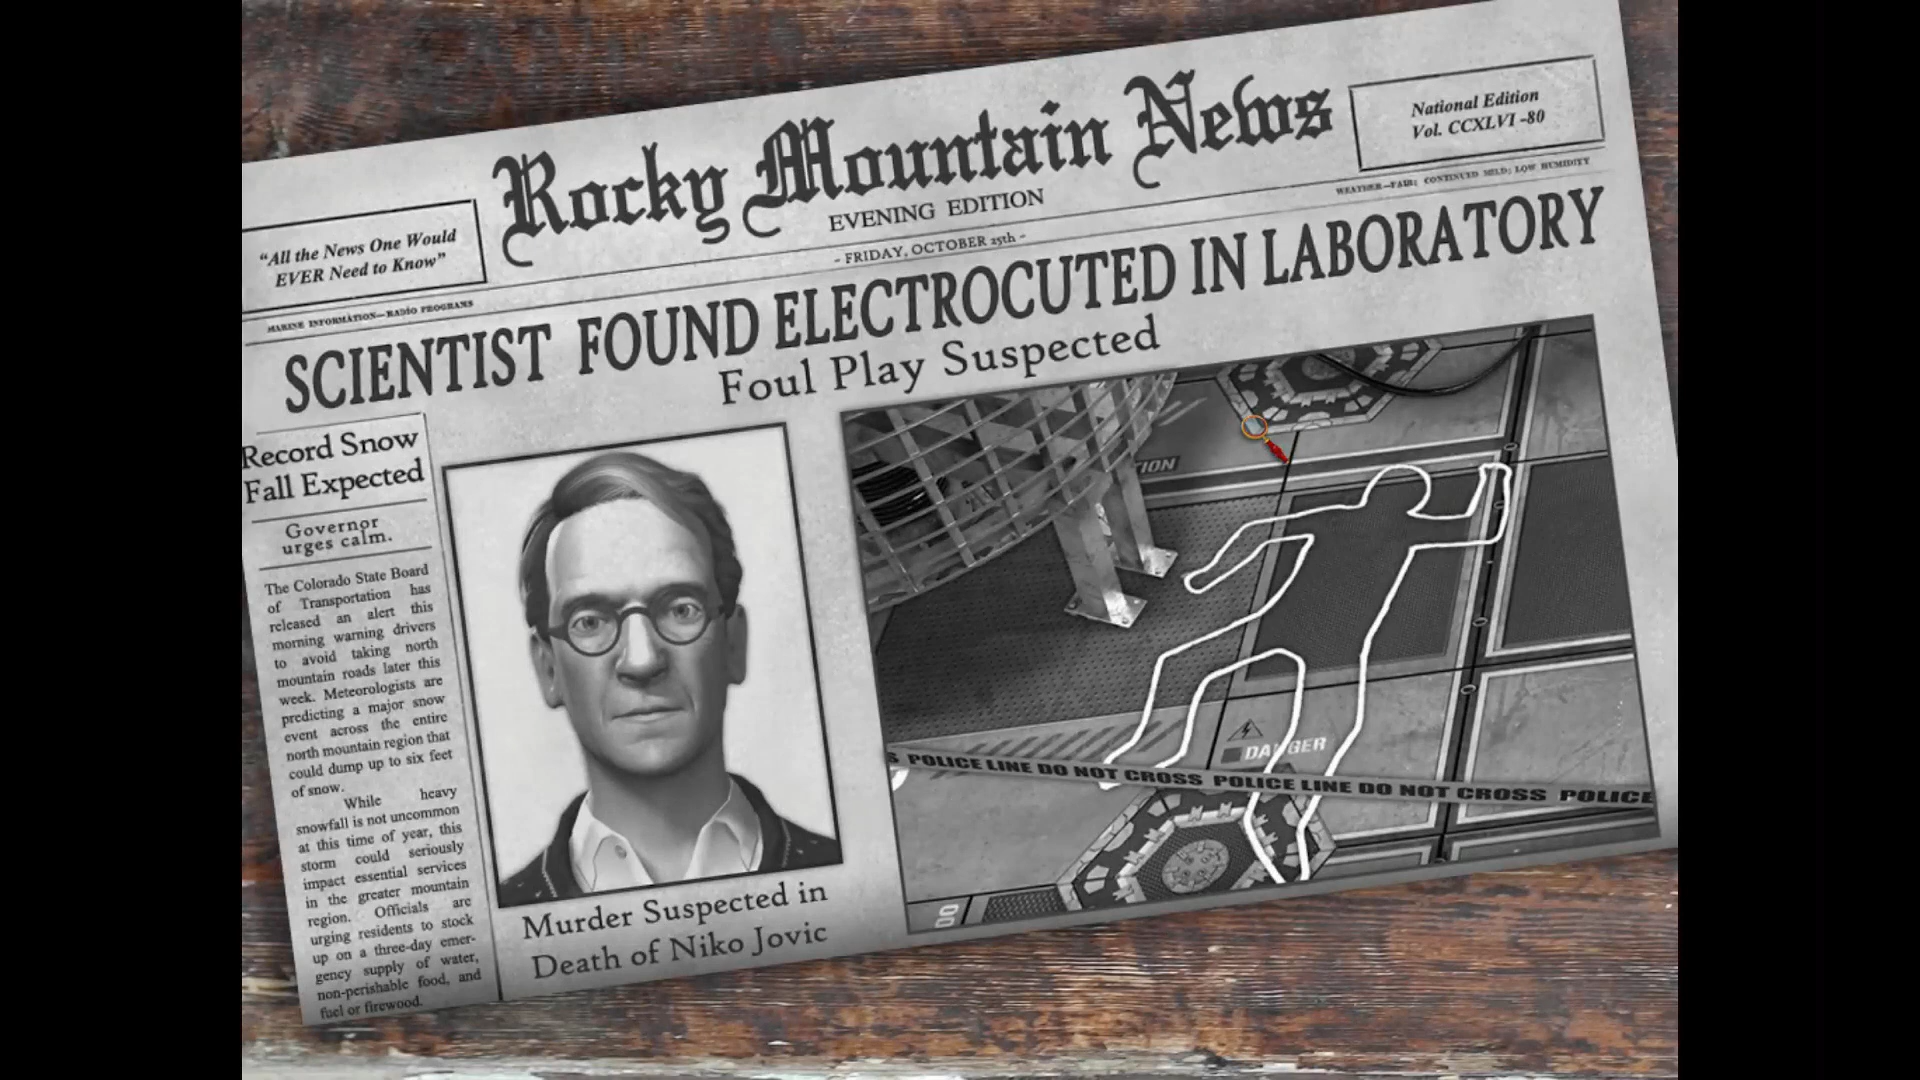 Rocky Mountain News
National Edition
Vol. CCXLVI -80
EVENING EDITION
"All the News One Would
EVER Need to Know"
WEATHER—FAIR; CONTINUED MILD; LOW HUMIDITY
- FRIDAY, OCTOBER 25th -
MARINE INFORMATION—RADIO PROGRAMS
SCIENTIST FOUND ELECTROCUTED IN LABORATORY
Foul Play Suspected
Record Snow
Fall Expected
Governor
urges calm.
The Colorado State Board
of Transportation has
released an alert this
morning warning drivers
to avoid taking north
mountain roads later this
week. Meteorologists are
predicting a major snow
event across the entire
north mountain region that
could dump up to six feet
of snow.
While heavy
snowfall is not uncommon
at this time of year, this
storm could seriously
impact essential services
in the greater mountain
region. Officials are
urging residents to stock
up on a three-day emer-
gency supply of water,
non-perishable food, and
fuel or firewood.
Murder Suspected in
Death of Niko Jovic
TION
DANGER
S POLICE LINE DO NOT CROSS POLICE LINE DO NOT CROSS POLICE
00